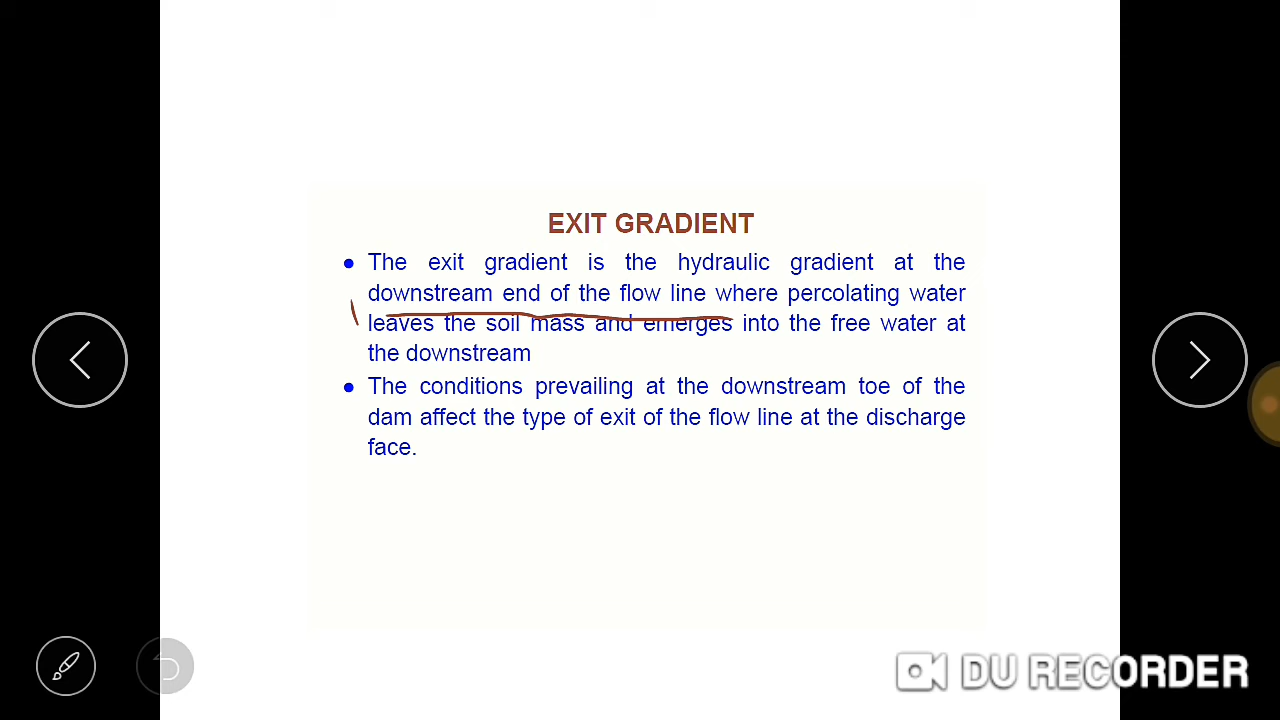 EXIT GRADIENT
● The exit gradient is the hydraulic gradient at the
downstream end of the flow line where percolating water
leaves the soil mass and emerges into the free water at
the downstream
● The conditions prevailing at the downstream toe of the
dam affect the type of exit of the flow line at the discharge
face.
DU RECORDER